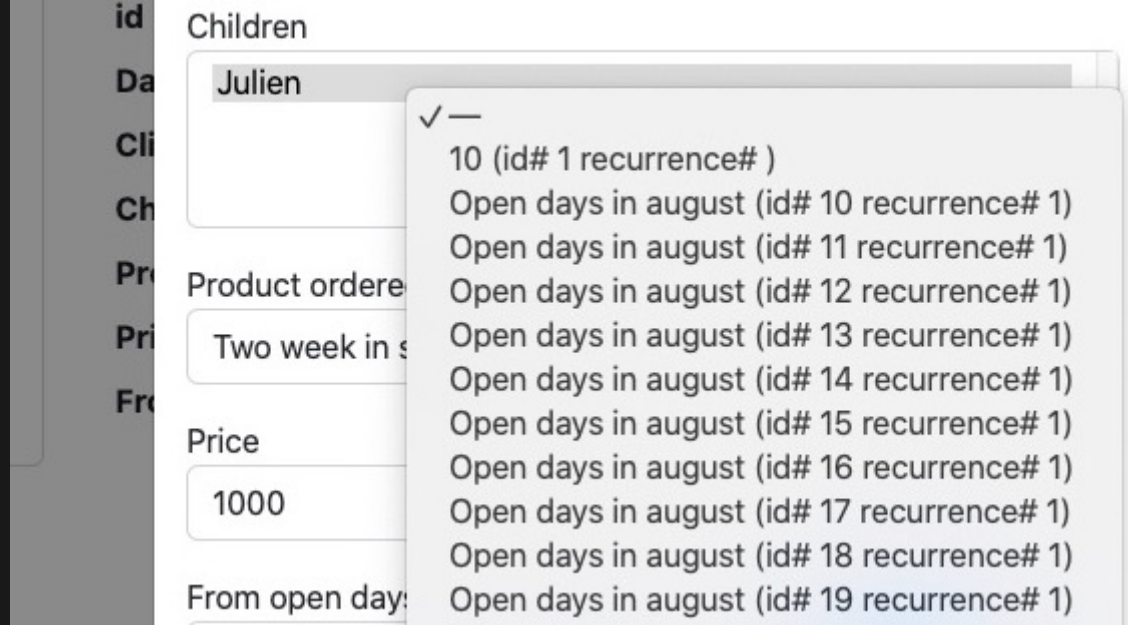 id
Da
Cli
Ch
Pro
Pri
Fro
Children
Julien
Product ordere
Two week in s
Price
1000
From open days
✓ —
10 (id# 1 recurrence# )
Open days in august (id# 10 recurrence# 1)
Open days in august (id# 11 recurrence# 1)
Open days in august (id# 12 recurrence# 1)
Open days in august (id# 13 recurrence# 1)
Open days in august (id# 14 recurrence# 1)
Open days in august (id# 15 recurrence# 1)
Open days in august (id# 16 recurrence# 1)
Open days in august (id# 17 recurrence# 1)
Open days in august (id# 18 recurrence# 1)
Open days in august (id# 19 recurrence# 1)